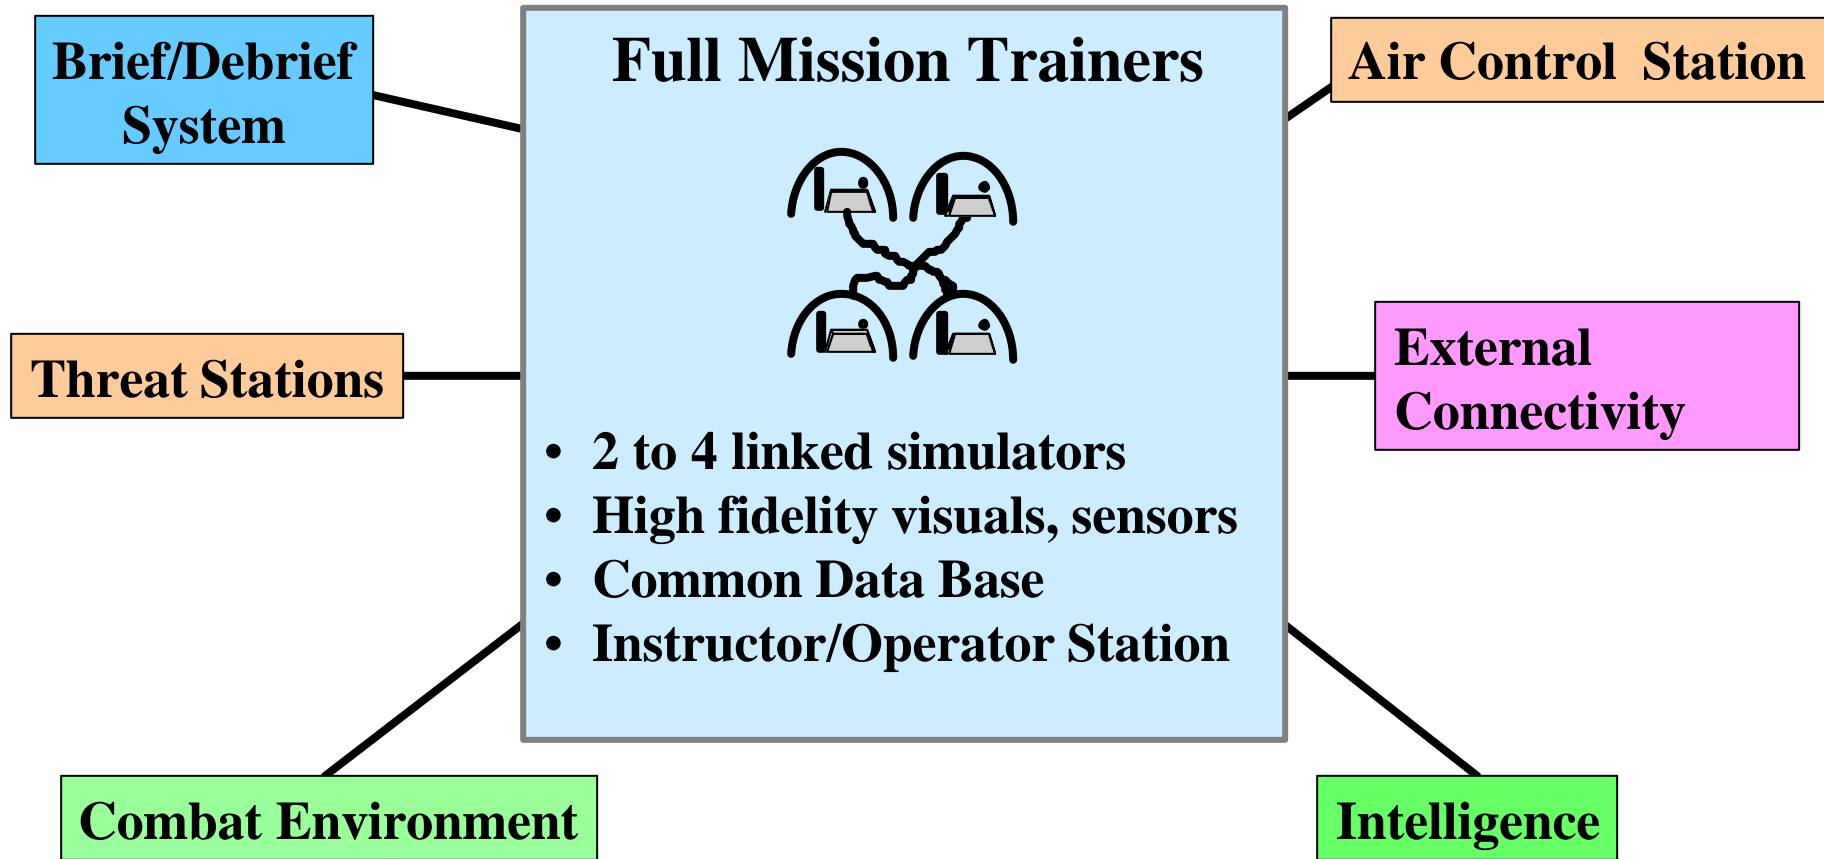 Brief/Debrief
System
Full Mission Trainers
Air Control  Station
Threat Stations
External
Connectivity
• 2 to 4 linked simulators
• High fidelity visuals, sensors
• Common Data Base
• Instructor/Operator Station
Combat Environment
Intelligence